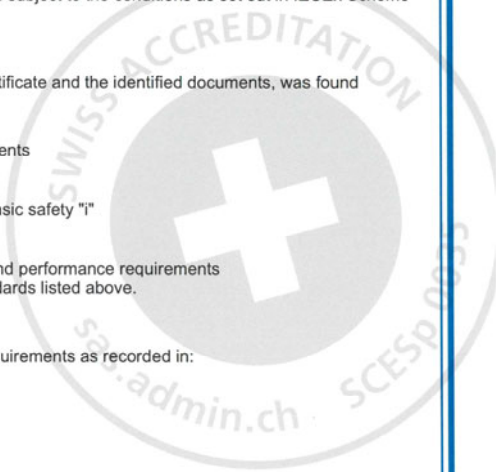 subject to the conditions as set out in IECEx Scheme
SWISS ACCREDITATION
tificate and the identified documents, was found
ents
sic safety "i"
nd performance requirements
dards listed above.
uirements as recorded in:
sas.admin.ch
SCESp 0035